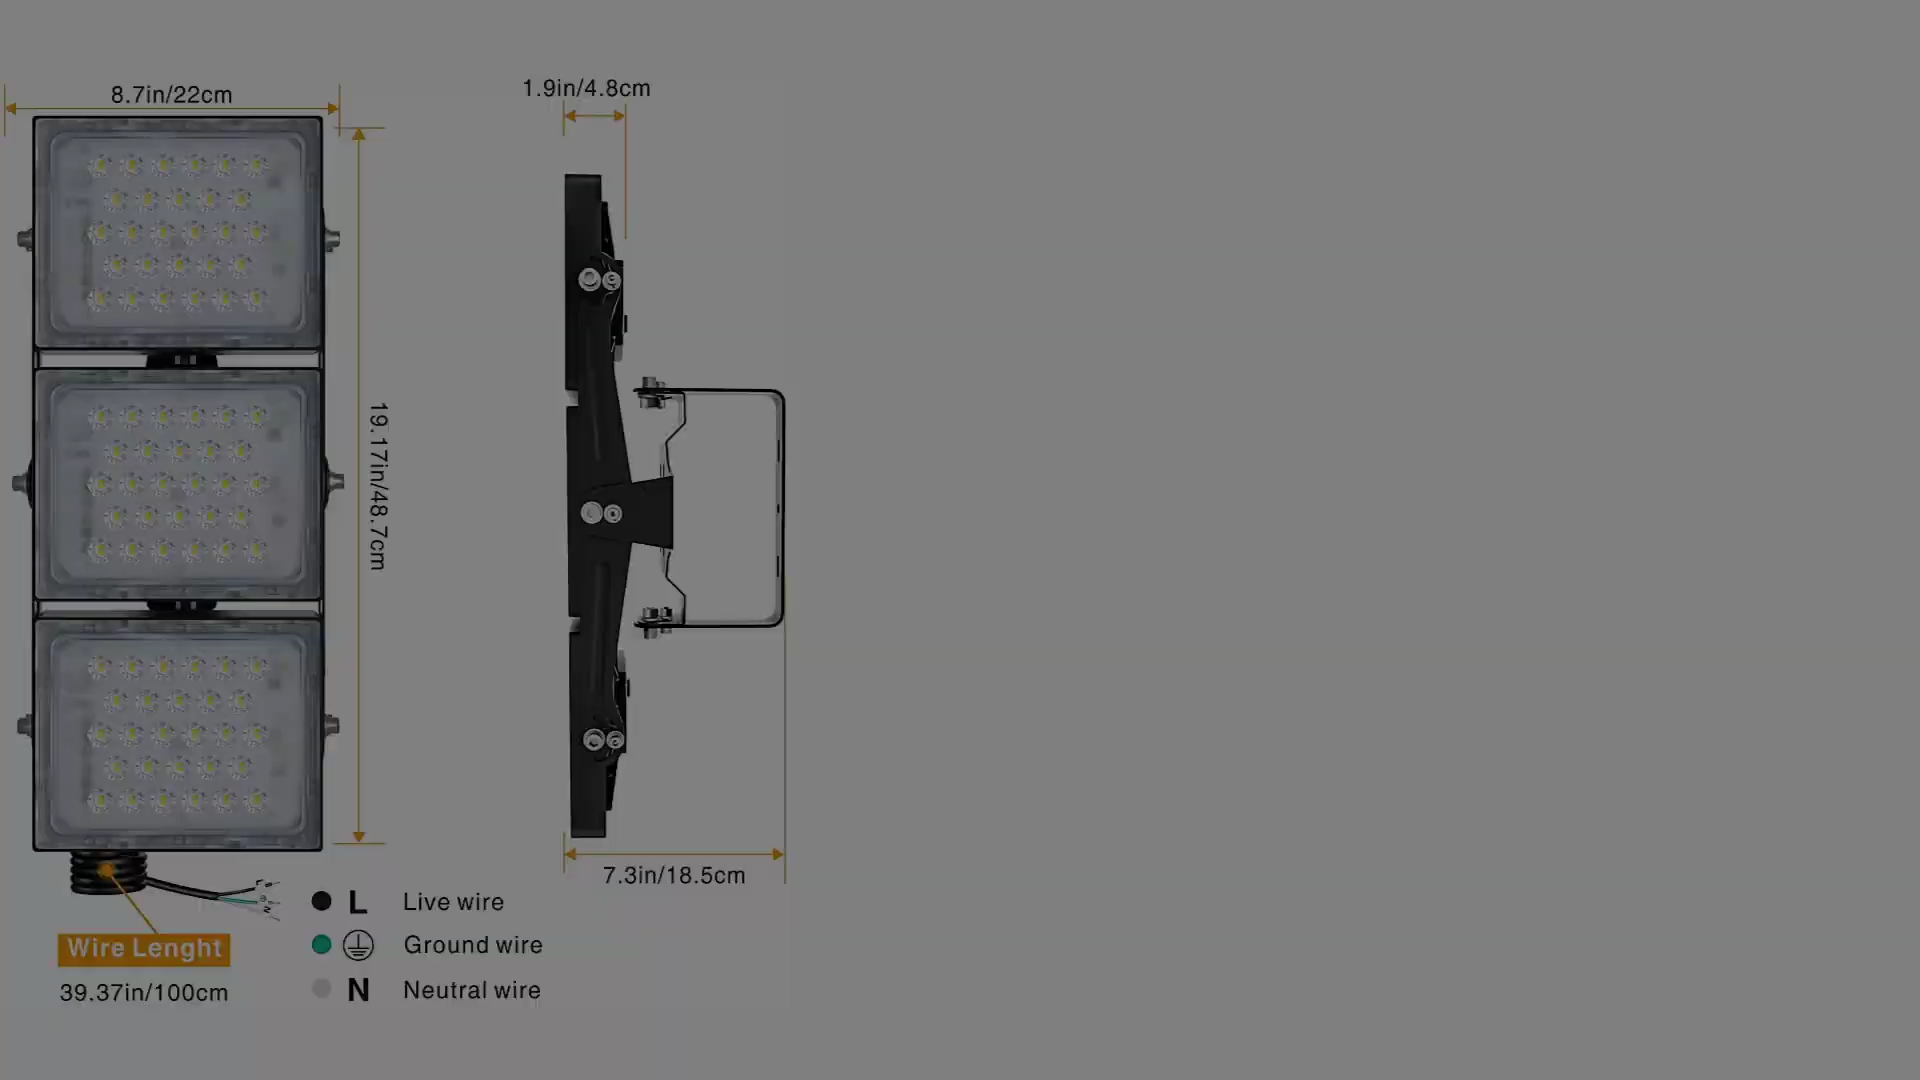 8.7in/22cm
1.9in/4.8cm
19.17in/48.7cm
7.3in/18.5cm
L Live wire
Ground wire
Wire Lenght
N Neutral wire
39.37in/100cm